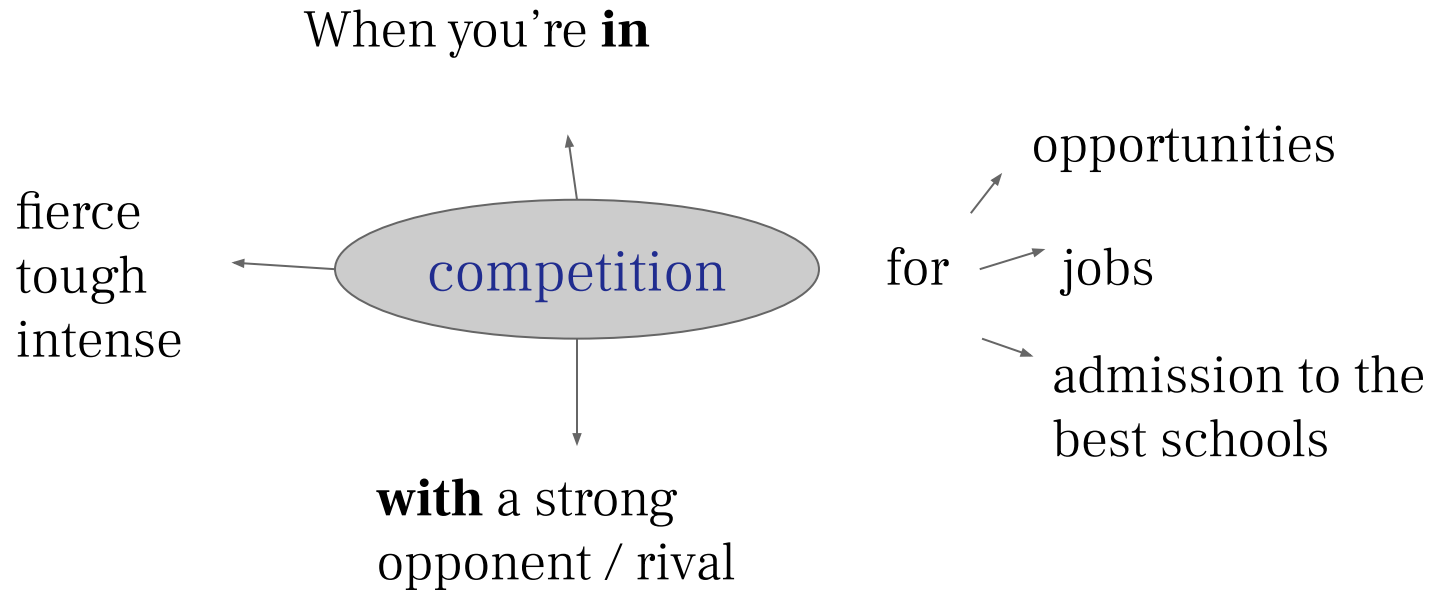 When you’re in
opportunities
fierce
tough
intense
competition
for
jobs
admission to the
best schools
with a strong
opponent / rival